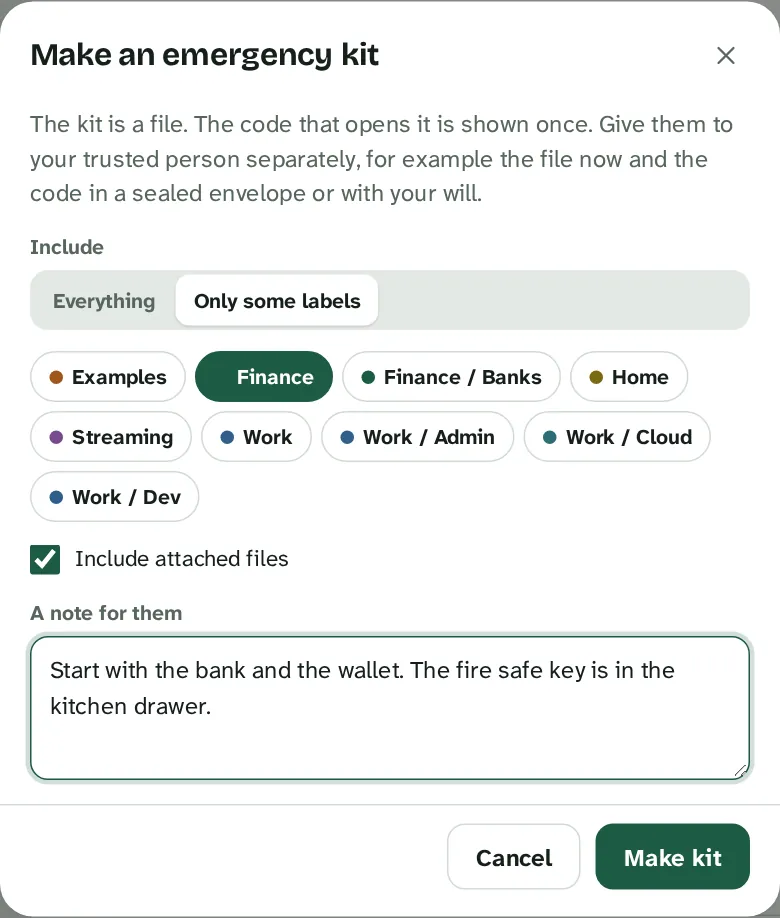 Make an emergency kit
The kit is a file. The code that opens it is shown once. Give them to
your trusted person separately, for example the file now and the
code in a sealed envelope or with your will.
Include
Everything Only some labels
Examples Finance Finance / Banks Home
Streaming Work Work / Admin Work / Cloud
Work / Dev
Include attached files
A note for them
Start with the bank and the wallet. The fire safe key is in the
kitchen drawer.
Cancel Make kit